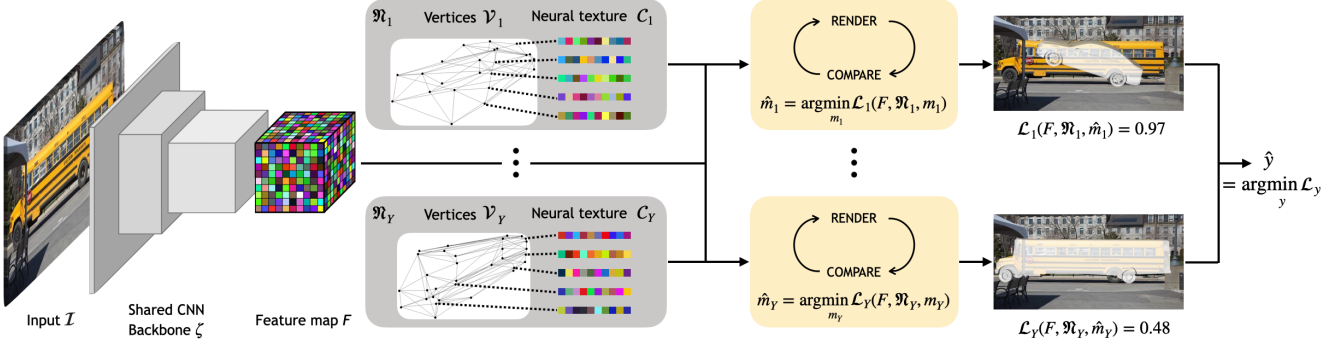 𝔑₁ Vertices 𝒱₁ Neural texture 𝒞₁
RENDER
COMPARE
m̂₁ = argmin ℒ₁(F, 𝔑₁, m₁)
m₁
ℒ₁(F, 𝔑₁, m̂₁) = 0.97
ŷ
= argmin ℒ_y
y
𝔑_Y Vertices 𝒱_Y Neural texture 𝒞_Y
RENDER
COMPARE
m̂_Y = argmin ℒ_Y(F, 𝔑_Y, m_Y)
m_Y
ℒ_Y(F, 𝔑_Y, m̂_Y) = 0.48
Input ℐ
Shared CNN
Backbone ζ
Feature map F